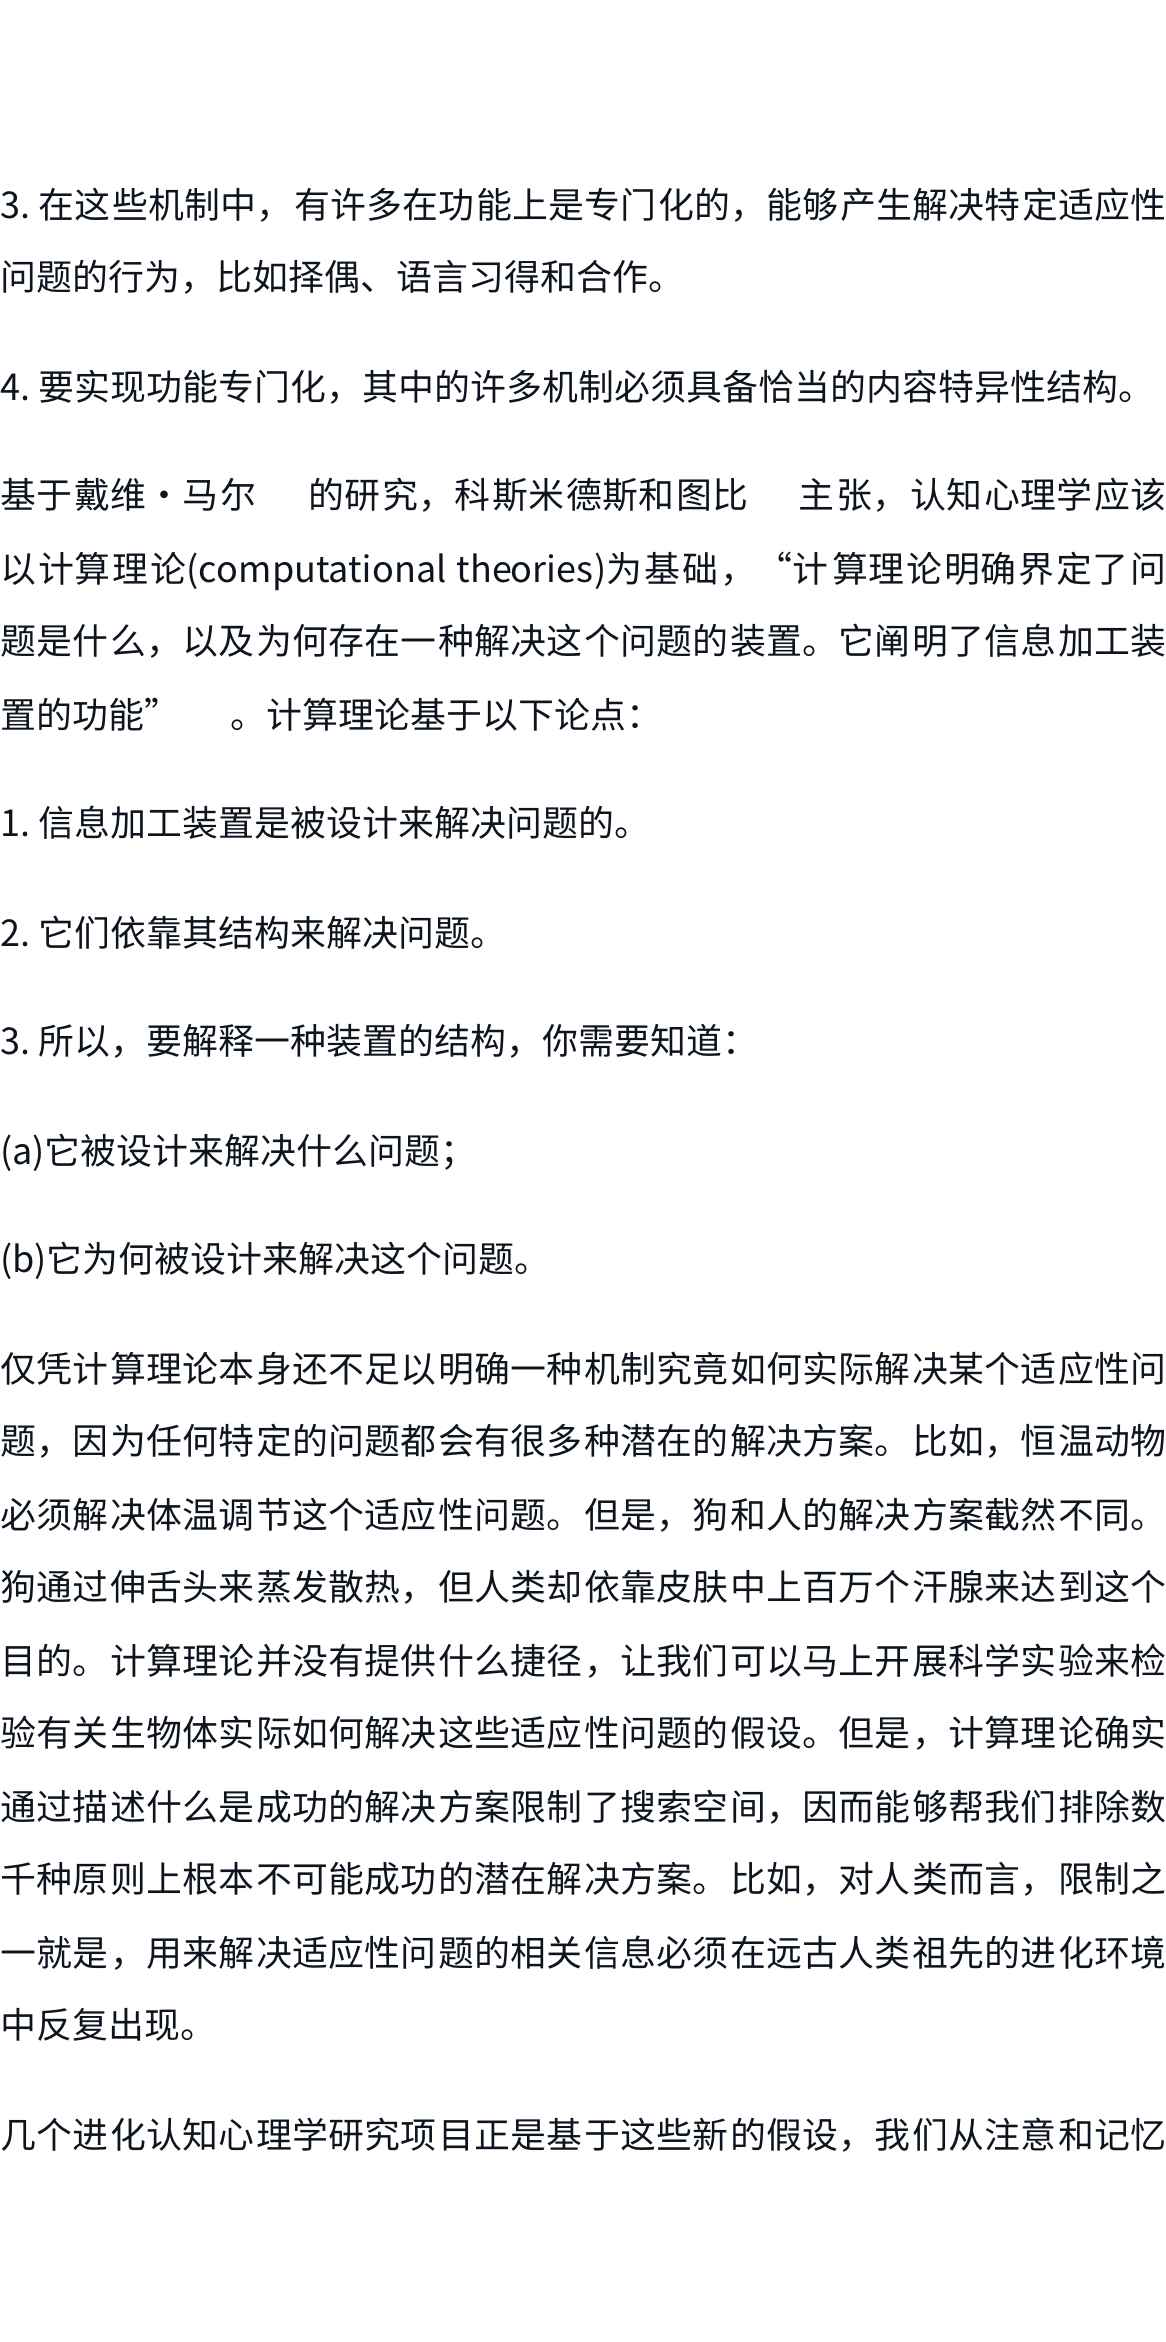 3. 在这些机制中，有许多在功能上是专门化的，能够产生解决特定适应性
问题的行为，比如择偶、语言习得和合作。
4. 要实现功能专门化，其中的许多机制必须具备恰当的内容特异性结构。
基于戴维·马尔 的研究，科斯米德斯和图比 主张，认知心理学应该
以计算理论(computational theories)为基础，“计算理论明确界定了问
题是什么，以及为何存在一种解决这个问题的装置。它阐明了信息加工装
置的功能” 。计算理论基于以下论点：
1. 信息加工装置是被设计来解决问题的。
2. 它们依靠其结构来解决问题。
3. 所以，要解释一种装置的结构，你需要知道：
(a)它被设计来解决什么问题；
(b)它为何被设计来解决这个问题。
仅凭计算理论本身还不足以明确一种机制究竟如何实际解决某个适应性问
题，因为任何特定的问题都会有很多种潜在的解决方案。比如，恒温动物
必须解决体温调节这个适应性问题。但是，狗和人的解决方案截然不同。
狗通过伸舌头来蒸发散热，但人类却依靠皮肤中上百万个汗腺来达到这个
目的。计算理论并没有提供什么捷径，让我们可以马上开展科学实验来检
验有关生物体实际如何解决这些适应性问题的假设。但是，计算理论确实
通过描述什么是成功的解决方案限制了搜索空间，因而能够帮我们排除数
千种原则上根本不可能成功的潜在解决方案。比如，对人类而言，限制之
一就是，用来解决适应性问题的相关信息必须在远古人类祖先的进化环境
中反复出现。
几个进化认知心理学研究项目正是基于这些新的假设，我们从注意和记忆